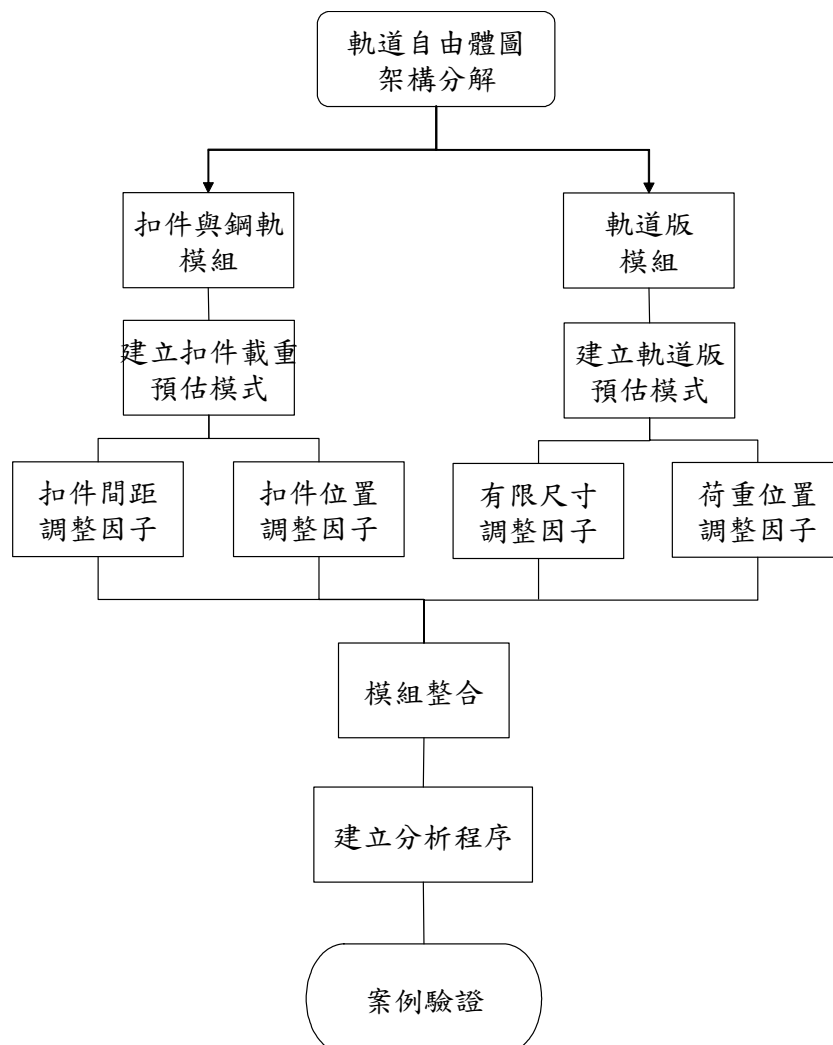 軌道自由體圖
架構分解
扣件與鋼軌
模組
軌道版
模組
建立扣件載重
預估模式
建立軌道版
預估模式
扣件間距
調整因子
扣件位置
調整因子
有限尺寸
調整因子
荷重位置
調整因子
模組整合
建立分析程序
案例驗證